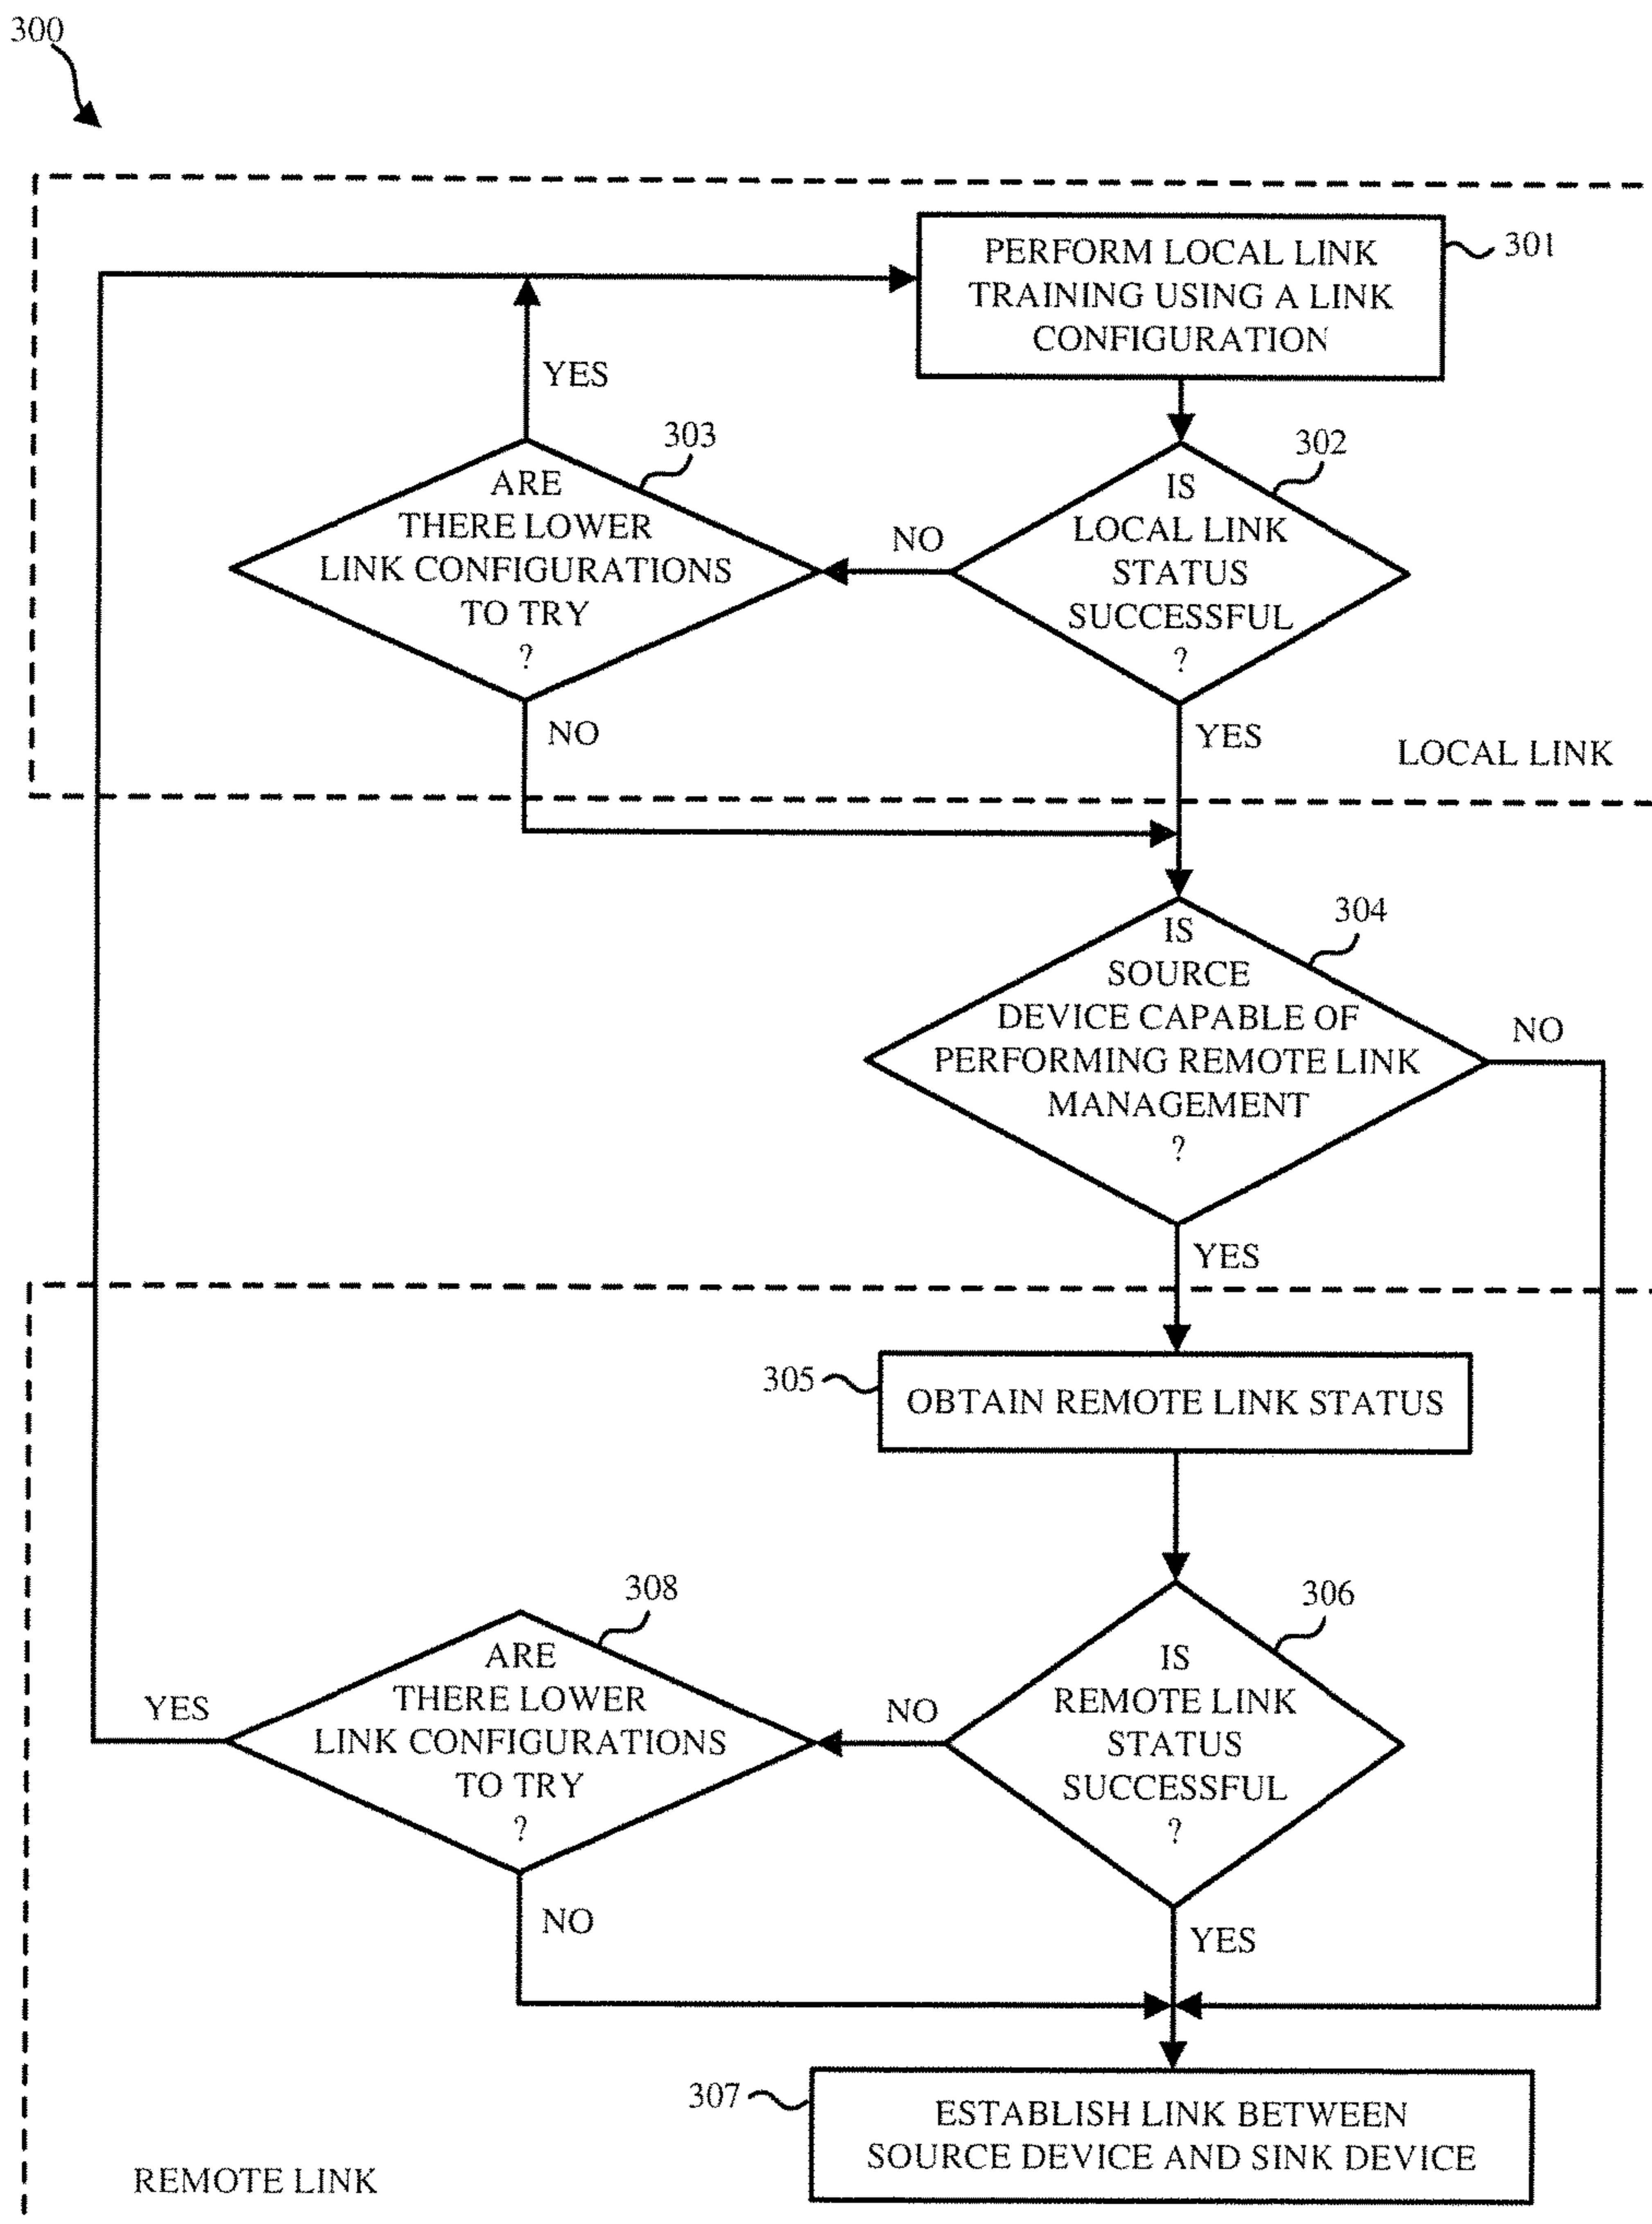 300
PERFORM LOCAL LINK
TRAINING USING A LINK
CONFIGURATION
301
YES
303
ARE
THERE LOWER
LINK CONFIGURATIONS
TO TRY
?
NO
302
IS
LOCAL LINK
STATUS
SUCCESSFUL
?
NO
YES
LOCAL LINK
304
IS
SOURCE
DEVICE CAPABLE OF
PERFORMING REMOTE LINK
MANAGEMENT
?
NO
YES
305
OBTAIN REMOTE LINK STATUS
306
IS
REMOTE LINK
STATUS
SUCCESSFUL
?
NO
YES
308
ARE
THERE LOWER
LINK CONFIGURATIONS
TO TRY
?
YES
NO
307
ESTABLISH LINK BETWEEN
SOURCE DEVICE AND SINK DEVICE
REMOTE LINK